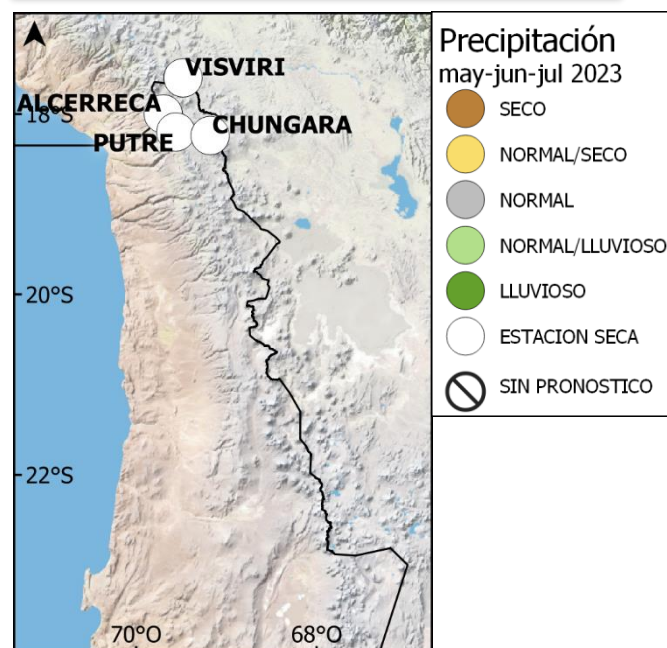 VISVIRI
ALCERRECA
18°S
CHUNGARA
PUTRE
20°S
22°S
70°O
68°O
Precipitación
may-jun-jul 2023
SECO
NORMAL/SECO
NORMAL
NORMAL/LLUVIOSO
LLUVIOSO
ESTACION SECA
SIN PRONOSTICO